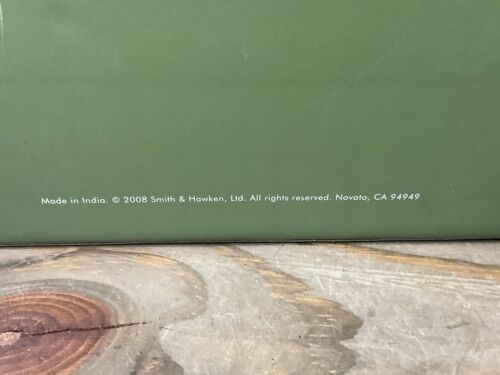 Made in India. © 2008 Smith & Hawken, Ltd. All rights reserved. Novato, CA 94949